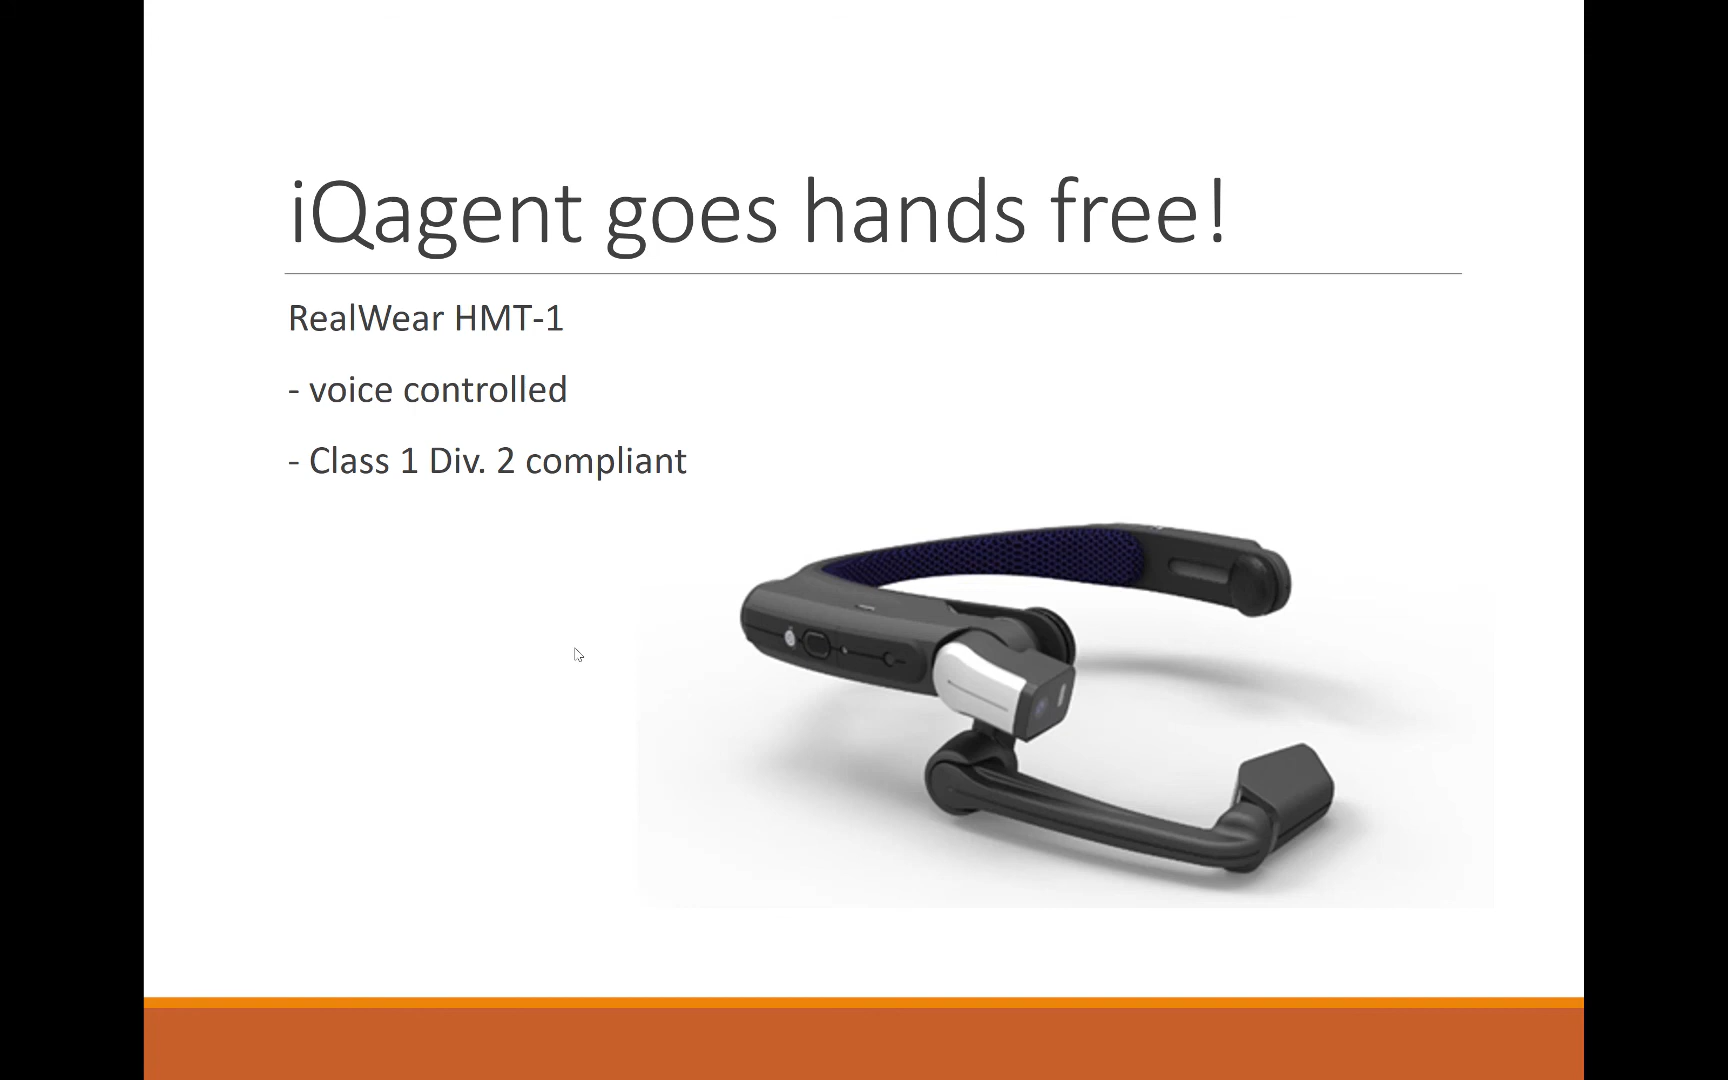 iQagent goes hands free!
RealWear HMT-1
- voice controlled
- Class 1 Div. 2 compliant